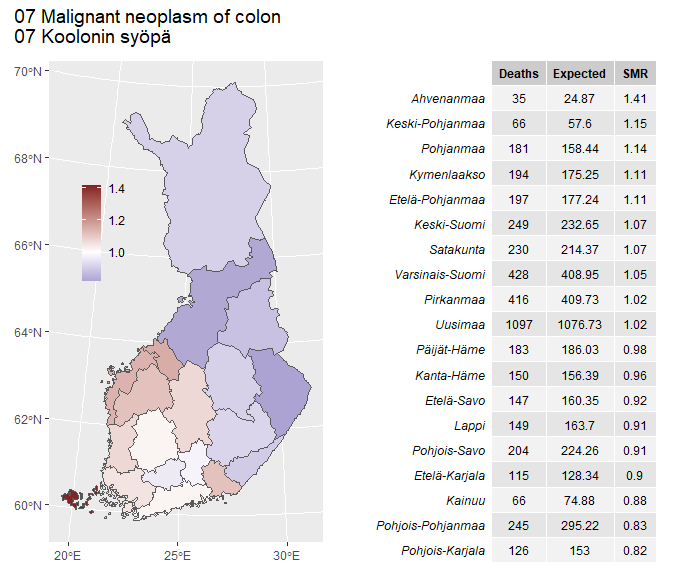 07 Malignant neoplasm of colon
07 Koolonin syöpä
70°N
68°N
66°N
64°N
62°N
60°N
20°E 25°E 30°E
1.4
1.2
1.0
Deaths Expected SMR
Ahvenanmaa 35 24.87 1.41
Keski-Pohjanmaa 66 57.6 1.15
Pohjanmaa 181 158.44 1.14
Kymenlaakso 194 175.25 1.11
Etelä-Pohjanmaa 197 177.24 1.11
Keski-Suomi 249 232.65 1.07
Satakunta 230 214.37 1.07
Varsinais-Suomi 428 408.95 1.05
Pirkanmaa 416 409.73 1.02
Uusimaa 1097 1076.73 1.02
Päijät-Häme 183 186.03 0.98
Kanta-Häme 150 156.39 0.96
Etelä-Savo 147 160.35 0.92
Lappi 149 163.7 0.91
Pohjois-Savo 204 224.26 0.91
Etelä-Karjala 115 128.34 0.9
Kainuu 66 74.88 0.88
Pohjois-Pohjanmaa 245 295.22 0.83
Pohjois-Karjala 126 153 0.82